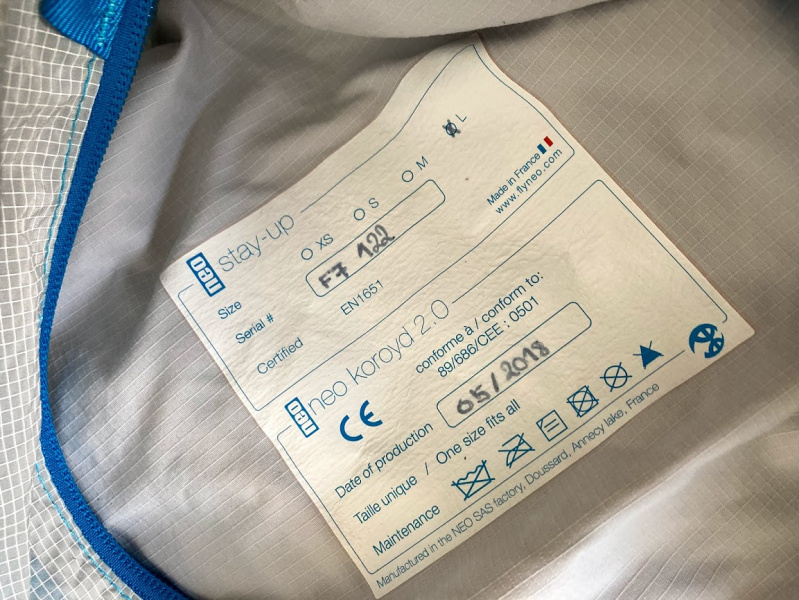 neo stay-up
Size XS S M L
Serial # F7 122
Certified EN1651
Made in France
www.flyneo.com
neo neo koroyd 2.0
CE conforme à / conform to:
89/686/CEE : 0501
Date of production 05/2018
Taille unique / One size fits all
Maintenance
Manufactured in the NEO SAS factory, Doussard, Annecy lake, France